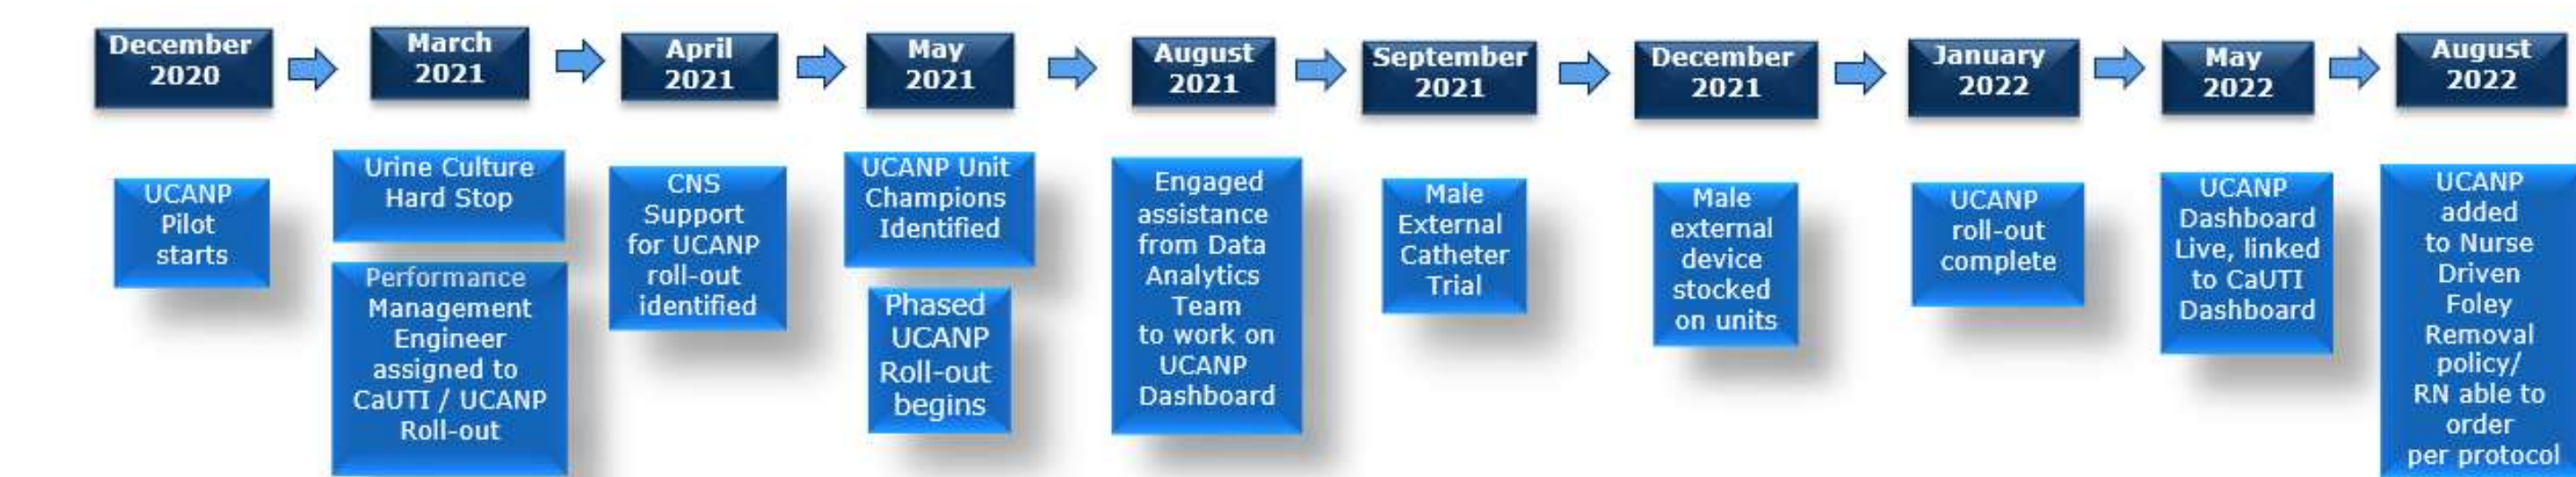 December
2020
March
2021
April
2021
May
2021
August
2021
September
2021
December
2021
January
2022
May
2022
August
2022
UCANP
Pilot
starts
Urine Culture
Hard Stop
Performance
Management
Engineer
assigned to
CaUTI / UCANP
Roll-out
CNS
Support
for UCANP
roll-out
identified
UCANP Unit
Champions
Identified
Phased
UCANP
Roll-out
begins
Engaged
assistance
from Data
Analytics
Team
to work on
UCANP
Dashboard
Male
External
Catheter
Trial
Male
external
device
stocked
on units
UCANP
roll-out
complete
UCANP
Dashboard
Live, linked
to CaUTI
Dashboard
UCANP
added
to Nurse
Driven
Foley
Removal
policy/
RN able to
order
per protocol